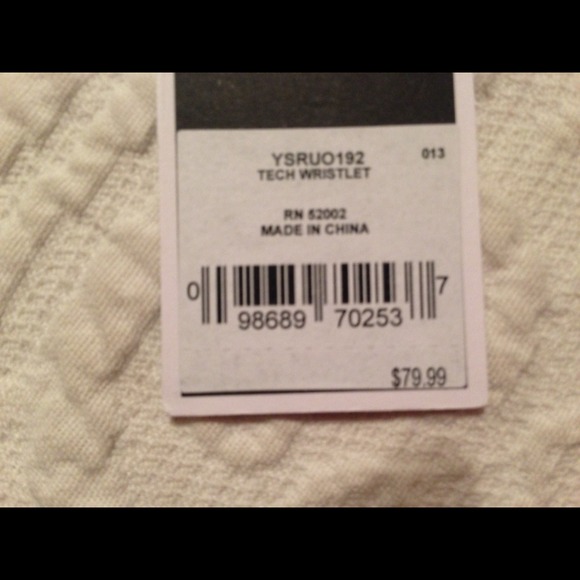 YSRUO192 013
TECH WRISTLET
RN 52002
MADE IN CHINA
0 98689 70253 7
$79.99